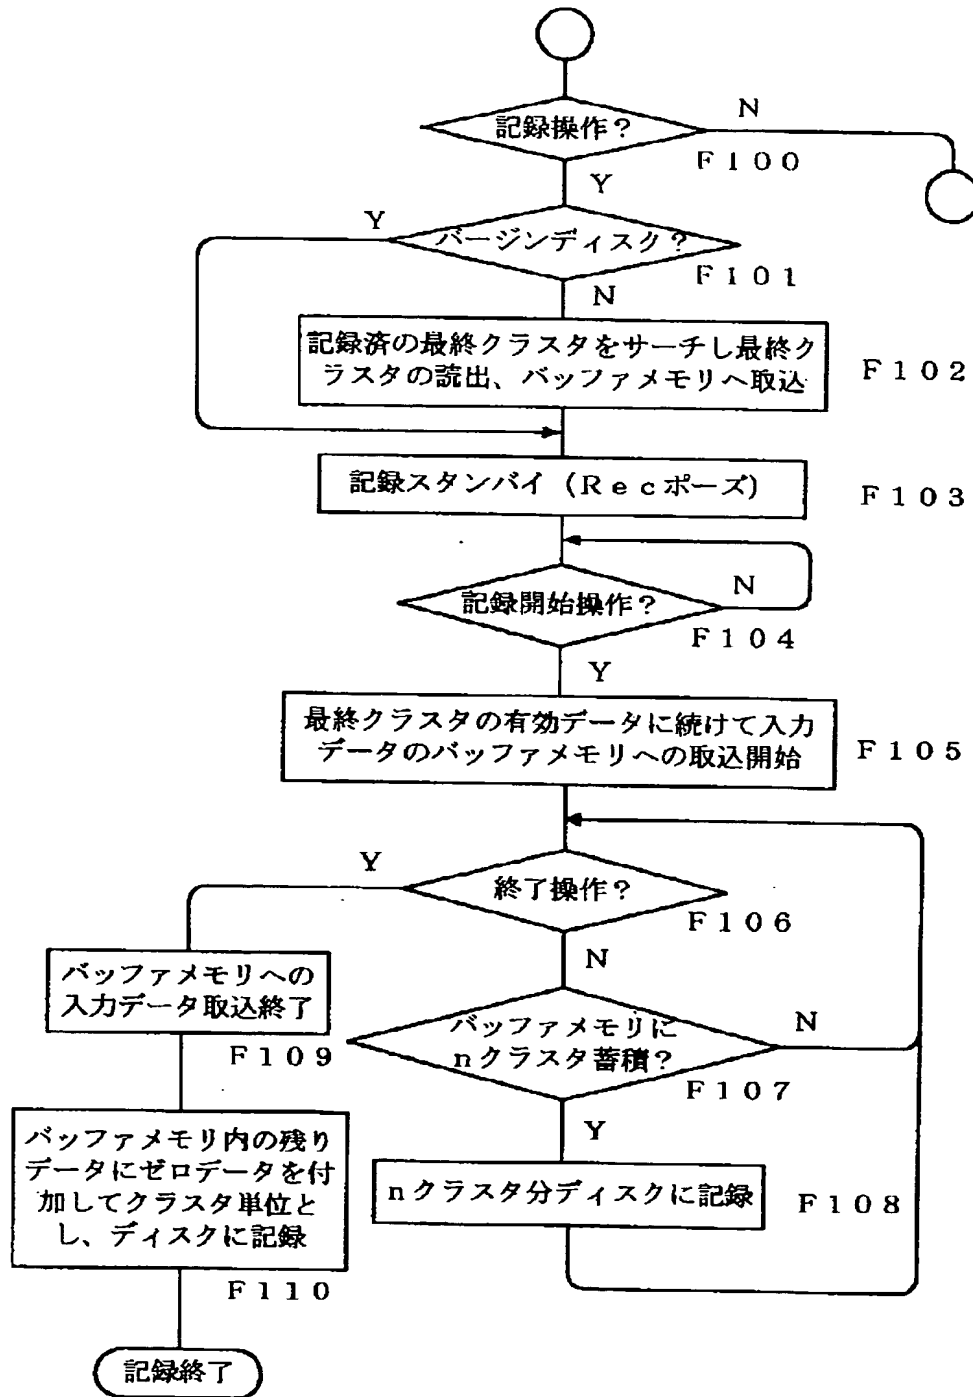 記録操作?
N
F100
Y
Y
バージンディスク?
F101
N
記録済の最終クラスタをサーチし最終ク
ラスタの読出、バッファメモリへ取込
F102
記録スタンバイ(Recポーズ)
F103
記録開始操作?
N
F104
Y
最終クラスタの有効データに続けて入力
データのバッファメモリへの取込開始
F105
Y
終了操作?
F106
N
バッファメモリへの
入力データ取込終了
F109
バッファメモリに
nクラスタ蓄積?
N
F107
Y
バッファメモリ内の残り
データにゼロデータを付
加してクラスタ単位と
し、ディスクに記録
F110
nクラスタ分ディスクに記録
F108
記録終了